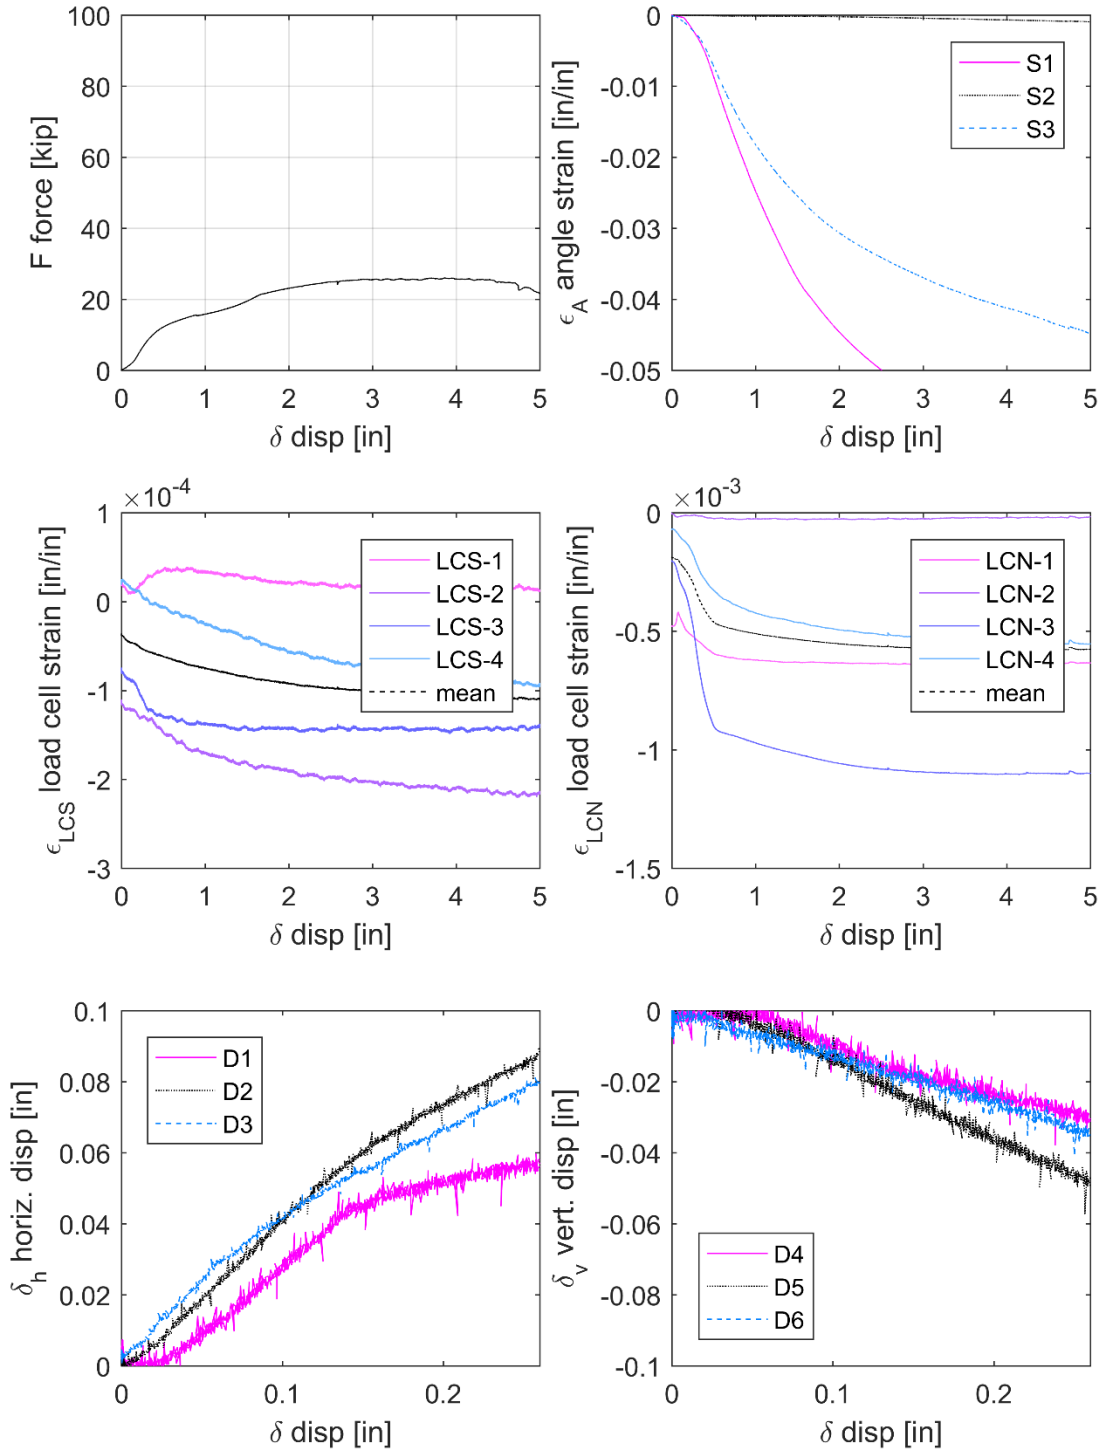 100
80
60
40
20
0
F force [kip]
0 1 2 3 4 5
δ disp [in]
0
-0.01
-0.02
-0.03
-0.04
-0.05
ϵA angle strain [in/in]
S1
S2
S3
0 1 2 3 4 5
δ disp [in]
×10-4
1
0
-1
-2
-3
ϵLCS load cell strain [in/in]
LCS-1
LCS-2
LCS-3
LCS-4
mean
0 1 2 3 4 5
δ disp [in]
×10-3
0
-0.5
-1
-1.5
ϵLCN load cell strain [in/in]
LCN-1
LCN-2
LCN-3
LCN-4
mean
0 1 2 3 4 5
δ disp [in]
0.1
0.08
0.06
0.04
0.02
0
δh horiz. disp [in]
D1
D2
D3
0 0.1 0.2
δ disp [in]
0
-0.02
-0.04
-0.06
-0.08
-0.1
δv vert. disp [in]
D4
D5
D6
0 0.1 0.2
δ disp [in]